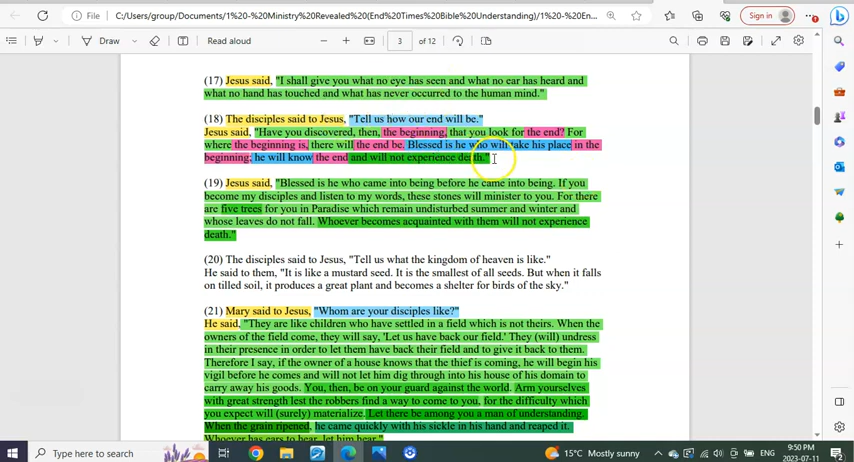 File
C:/Users/group/Documents/1%20-%20Ministry%20Revealed%20(End%20Times%20Bible%20Understanding)/1%20-%20En...
Sign in
Draw
Read aloud
3
of 12
(17) Jesus said, "I shall give you what no eye has seen and what no ear has heard and
what no hand has touched and what has never occurred to the human mind."
(18) The disciples said to Jesus, "Tell us how our end will be."
Jesus said, "Have you discovered, then, the beginning, that you look for the end? For
where the beginning is, there will the end be. Blessed is he who will take his place in the
beginning; he will know the end and will not experience death."
(19) Jesus said, "Blessed is he who came into being before he came into being. If you
become my disciples and listen to my words, these stones will minister to you. For there
are five trees for you in Paradise which remain undisturbed summer and winter and
whose leaves do not fall. Whoever becomes acquainted with them will not experience
death."
(20) The disciples said to Jesus, "Tell us what the kingdom of heaven is like."
He said to them, "It is like a mustard seed. It is the smallest of all seeds. But when it falls
on tilled soil, it produces a great plant and becomes a shelter for birds of the sky."
(21) Mary said to Jesus, "Whom are your disciples like?"
He said, "They are like children who have settled in a field which is not theirs. When the
owners of the field come, they will say, 'Let us have back our field.' They (will) undress
in their presence in order to let them have back their field and to give it back to them.
Therefore I say, if the owner of a house knows that the thief is coming, he will begin his
vigil before he comes and will not let him dig through into his house of his domain to
carry away his goods. You, then, be on your guard against the world. Arm yourselves
with great strength lest the robbers find a way to come to you, for the difficulty which
you expect will (surely) materialize. Let there be among you a man of understanding.
When the grain ripened, he came quickly with his sickle in his hand and reaped it.
Whoever has ears to hear, let him hear."
Type here to search
15°C Mostly sunny
ENG
9:50 PM
2023-07-11
2